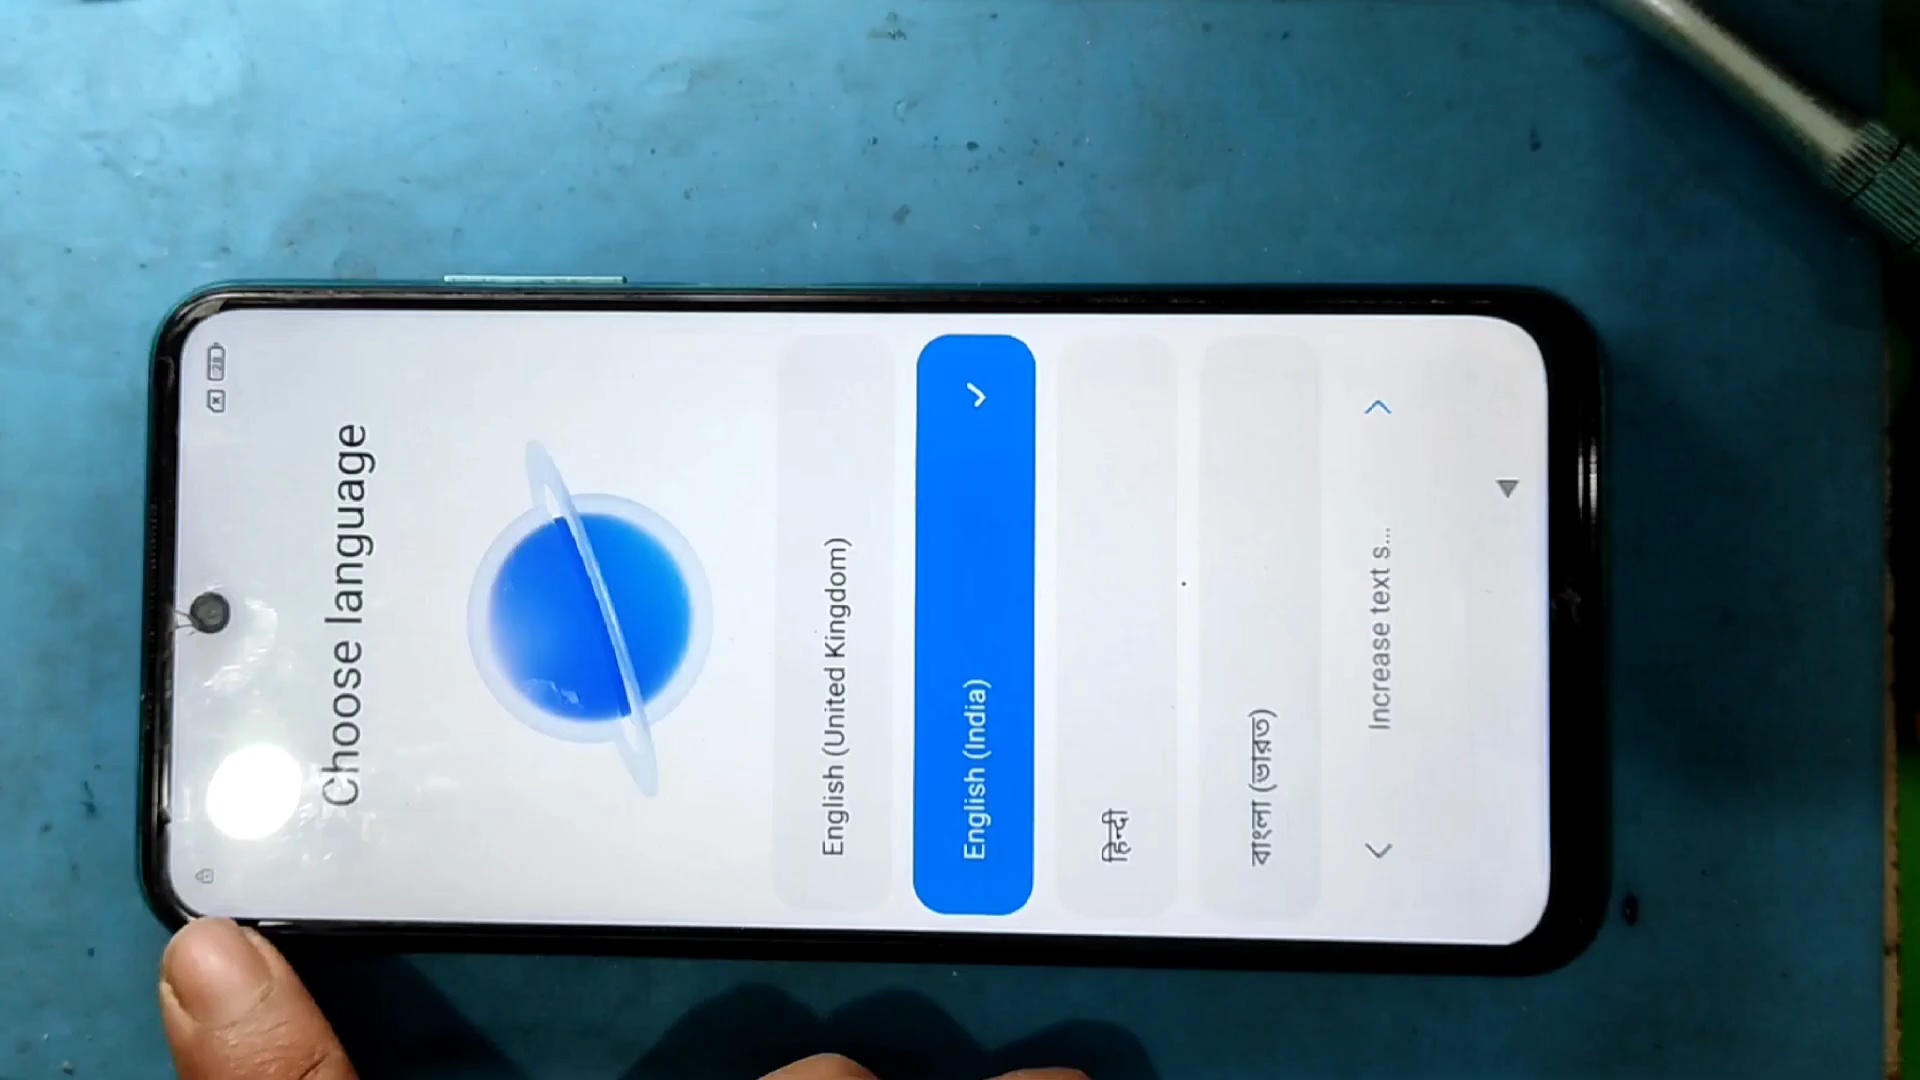 Choose language
English (United Kingdom)
English (India)
हिन्दी
বাংলা (ভারত)
Increase text s...